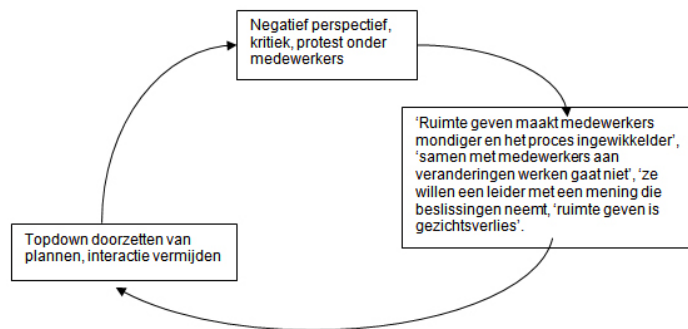 Negatief perspectief,
kritiek, protest onder
medewerkers
‘Ruimte geven maakt medewerkers
mondiger en het proces ingewikkelder’,
‘samen met medewerkers aan
veranderingen werken gaat niet’, ‘ze
willen een leider met een mening die
beslissingen neemt, ‘ruimte geven is
gezichtsverlies’.
Topdown doorzetten van
plannen, interactie vermijden